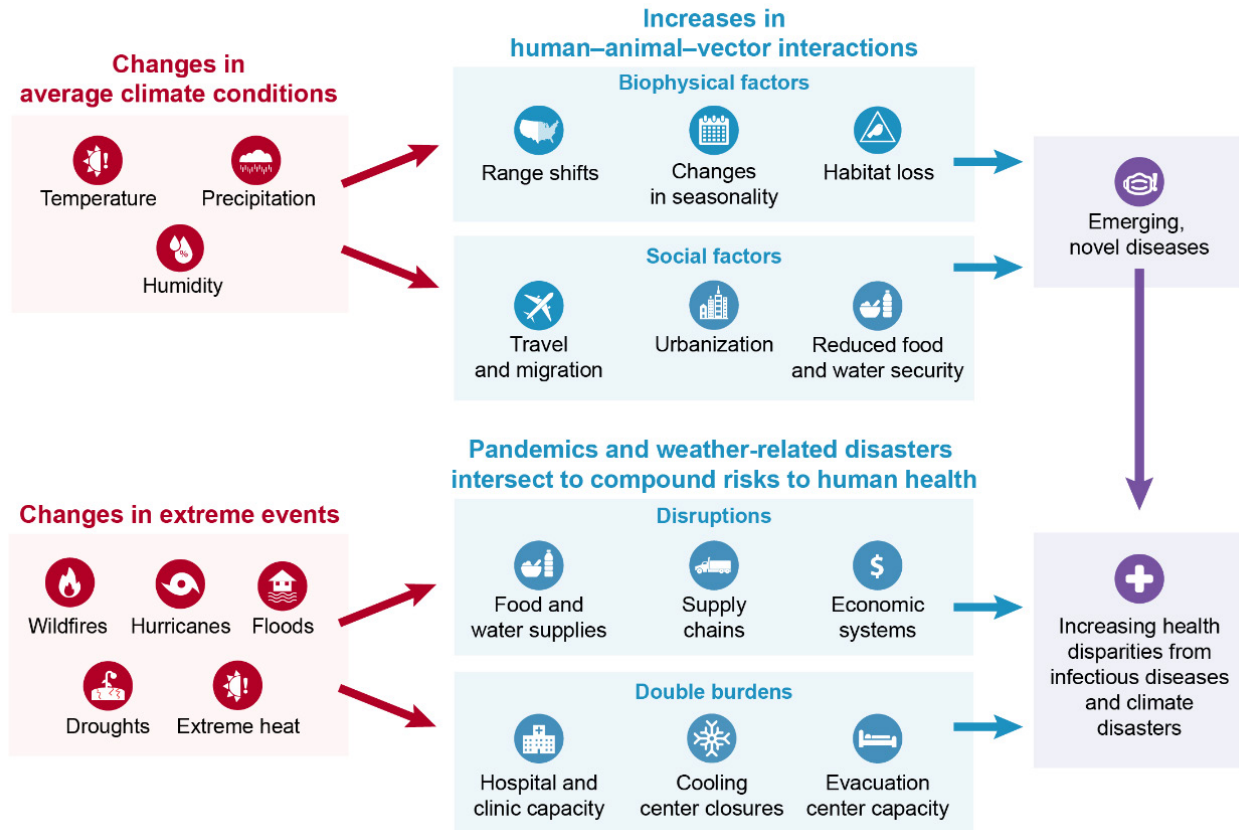 Increases in
human–animal–vector interactions
Changes in
average climate conditions
Temperature
Precipitation
%
Humidity
Biophysical factors
Range shifts
Changes
in seasonality
Habitat loss
Social factors
Travel
and migration
Urbanization
Reduced food
and water security
Emerging,
novel diseases
Pandemics and weather-related disasters
intersect to compound risks to human health
Changes in extreme events
Wildfires
Hurricanes
Floods
Droughts
Extreme heat
Disruptions
Food and
water supplies
Supply
chains
$
Economic
systems
Double burdens
Hospital and
clinic capacity
Cooling
center closures
Evacuation
center capacity
Increasing health
disparities from
infectious diseases
and climate
disasters